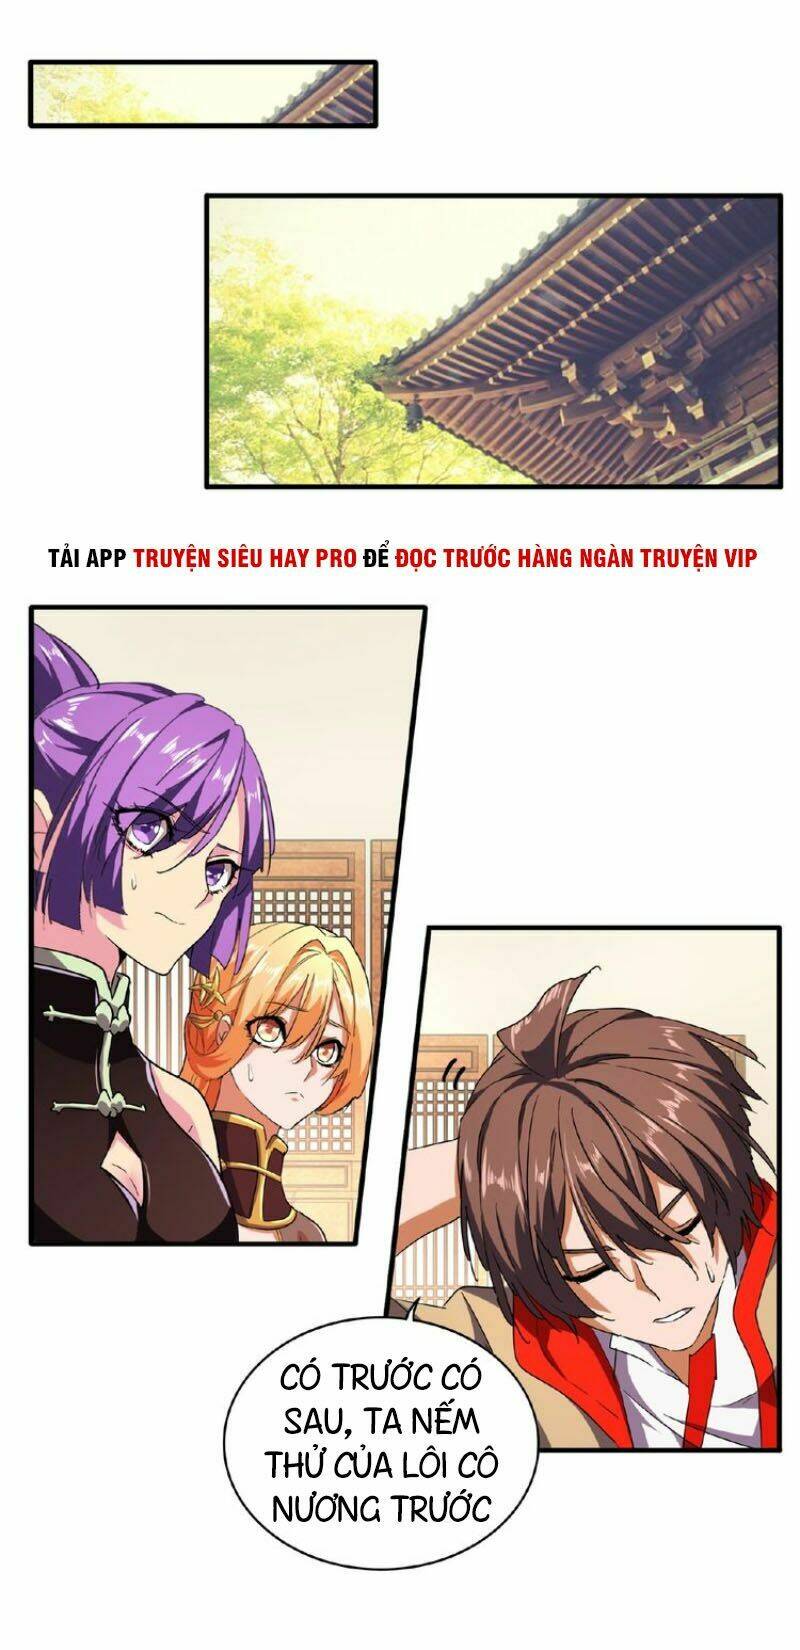 TẢI APP TRUYỆN SIÊU HAY PRO ĐỂ ĐỌC TRƯỚC HÀNG NGÀN TRUYỆN VIP
CÓ TRƯỚC CÓ
SAU, TA NẾM
THỬ CỦA LÔI CÔ
NƯƠNG TRƯỚC